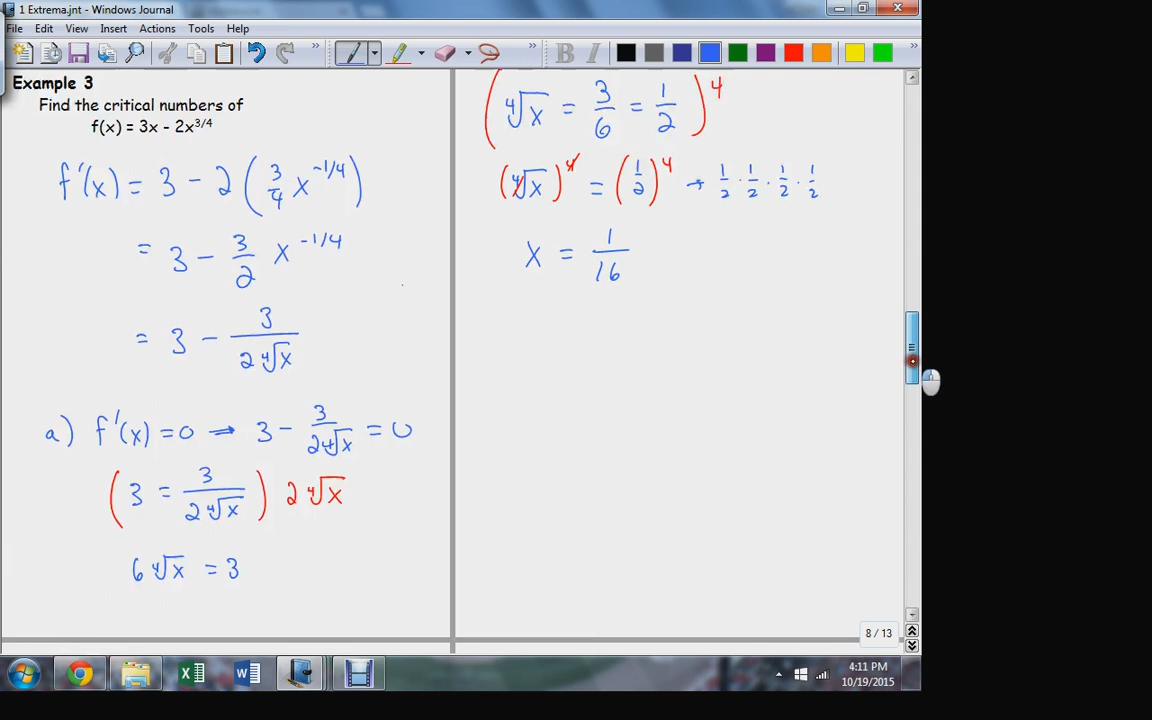 1 Extrema.jnt - Windows Journal
File Edit View Insert Actions Tools Help
B I
Example 3
Find the critical numbers of
f(x) = 3x - 2x^3/4
f'(x) = 3 - 2(3/4 x^-1/4)
= 3 - 3/2 x^-1/4
= 3 - 3/(2∜x)
a) f'(x) = 0 → 3 - 3/(2∜x) = 0
(3 = 3/(2∜x)) 2∜x
6∜x = 3
(∜x = 3/6 = 1/2)^4
(∜x)^4 = (1/2)^4 → 1/2 · 1/2 · 1/2 · 1/2
x = 1/16
8 / 13
4:11 PM
10/19/2015